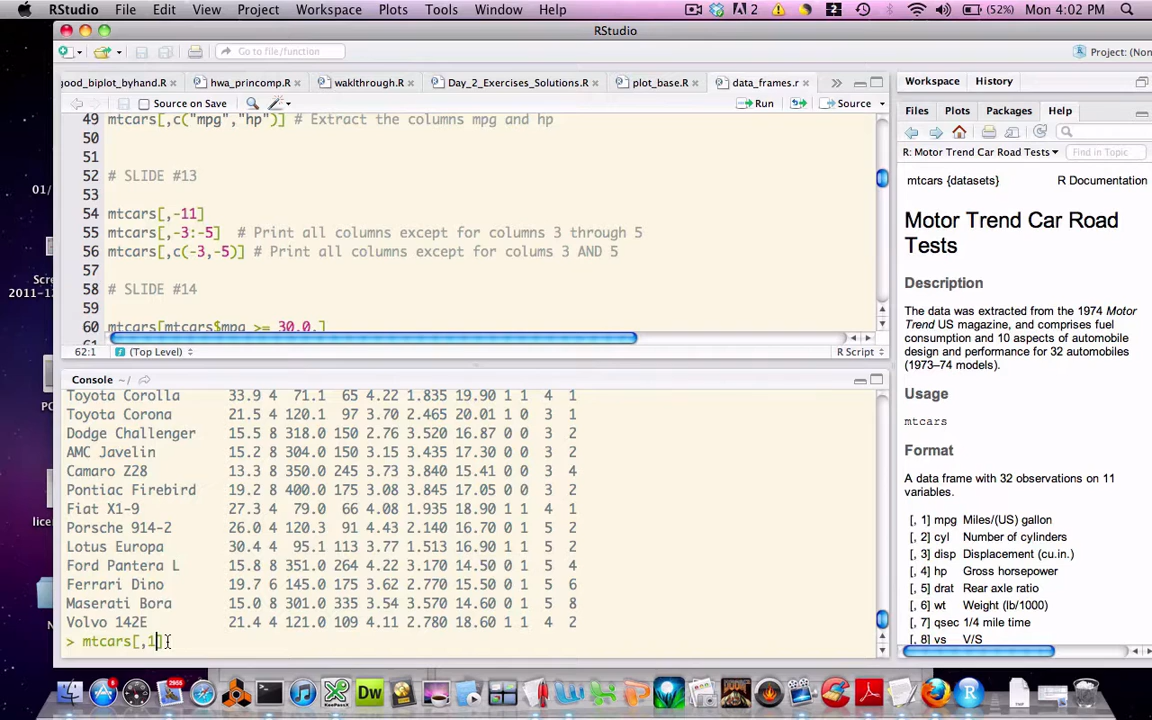 RStudio File Edit View Project Workspace Plots Tools Window Help
2 2 (52%) Mon 4:02 PM
RStudio
Go to file/function
Project: (Non
good_biplot_byhand.R hwa_princomp.R waklthrough.R Day_2_Exercises_Solutions.R plot_base.R data_frames.r
Source on Save Run Source
49 mtcars[,c("mpg","hp")] # Extract the columns mpg and hp
50
51
52 # SLIDE #13
53
54 mtcars[,-11]
55 mtcars[,-3:-5] # Print all columns except for columns 3 through 5
56 mtcars[,c(-3,-5)] # Print all columns except for colums 3 AND 5
57
58 # SLIDE #14
59
60 mtcars[mtcars$mpg >= 30.0,]
62:1 (Top Level) R Script
Console ~/
Toyota Corolla 33.9 4 71.1 65 4.22 1.835 19.90 1 1 4 1
Toyota Corona 21.5 4 120.1 97 3.70 2.465 20.01 1 0 3 1
Dodge Challenger 15.5 8 318.0 150 2.76 3.520 16.87 0 0 3 2
AMC Javelin 15.2 8 304.0 150 3.15 3.435 17.30 0 0 3 2
Camaro Z28 13.3 8 350.0 245 3.73 3.840 15.41 0 0 3 4
Pontiac Firebird 19.2 8 400.0 175 3.08 3.845 17.05 0 0 3 2
Fiat X1-9 27.3 4 79.0 66 4.08 1.935 18.90 1 1 4 1
Porsche 914-2 26.0 4 120.3 91 4.43 2.140 16.70 0 1 5 2
Lotus Europa 30.4 4 95.1 113 3.77 1.513 16.90 1 1 5 2
Ford Pantera L 15.8 8 351.0 264 4.22 3.170 14.50 0 1 5 4
Ferrari Dino 19.7 6 145.0 175 3.62 2.770 15.50 0 1 5 6
Maserati Bora 15.0 8 301.0 335 3.54 3.570 14.60 0 1 5 8
Volvo 142E 21.4 4 121.0 109 4.11 2.780 18.60 1 1 4 2
> mtcars[,1]
Workspace History
Files Plots Packages Help
R: Motor Trend Car Road Tests Find in Topic
mtcars {datasets} R Documentation
Motor Trend Car Road
Tests
Description
The data was extracted from the 1974 Motor
Trend US magazine, and comprises fuel
consumption and 10 aspects of automobile
design and performance for 32 automobiles
(1973–74 models).
Usage
mtcars
Format
A data frame with 32 observations on 11
variables.
[, 1] mpg Miles/(US) gallon
[, 2] cyl Number of cylinders
[, 3] disp Displacement (cu.in.)
[, 4] hp Gross horsepower
[, 5] drat Rear axle ratio
[, 6] wt Weight (lb/1000)
[, 7] qsec 1/4 mile time
[, 8] vs V/S
01/
Scre
2011-12
PC
lice
N
Dw